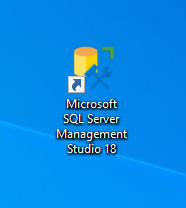 Microsoft
SQL Server
Management
Studio 18